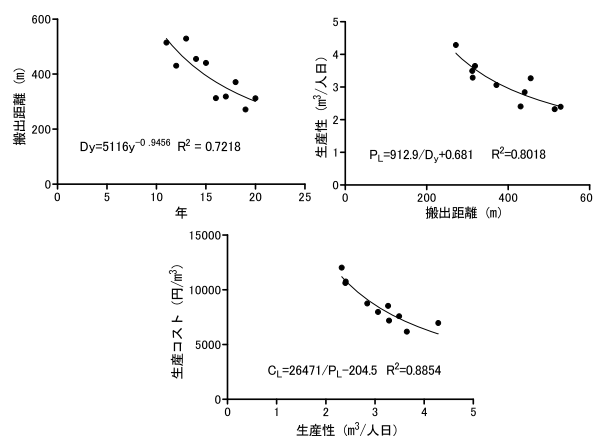 600
400
200
0
搬出距離 (m)
Dy=5116y⁻⁰ ·⁹⁴⁵⁶ R² = 0.7218
0 5 10 15 20 25
年
5
4
3
2
1
0
生産性 (m³/人日)
P_L=912.9/D_y+0.681 R²=0.8018
0 200 400 60
搬出距離 (m)
15000
10000
5000
0
生産コスト (円/m³)
C_L=26471/P_L-204.5 R²=0.8854
0 1 2 3 4 5
生産性 (m³/人日)